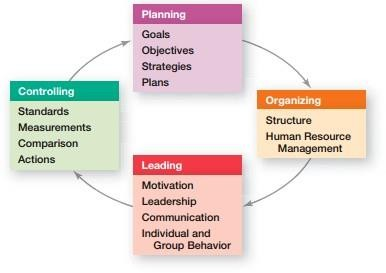 Planning
Goals
Objectives
Strategies
Plans
Organizing
Structure
Human Resource
Management
Leading
Motivation
Leadership
Communication
Individual and
Group Behavior
Controlling
Standards
Measurements
Comparison
Actions